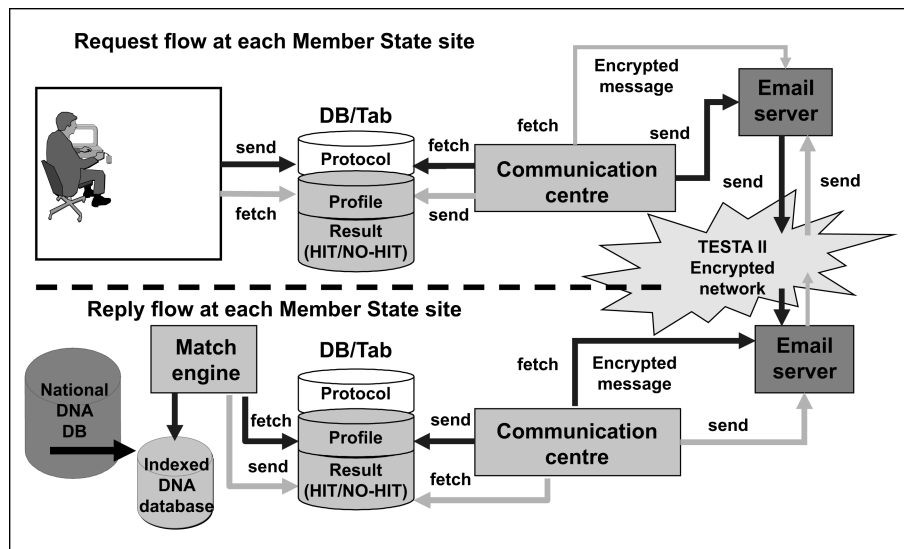 Request flow at each Member State site
Encrypted
message
Email
server
DB/Tab
fetch
send
fetch
send
Protocol
Communication
centre
send
send
Profile
fetch
send
Result
(HIT/NO-HIT)
TESTA II
Encrypted
network
Reply flow at each Member State site
Match
engine
DB/Tab
fetch
Encrypted
message
Email
server
National
DNA
DB
Protocol
fetch
send
Profile
Communication
centre
send
send
Indexed
DNA
database
Result
(HIT/NO-HIT)
fetch